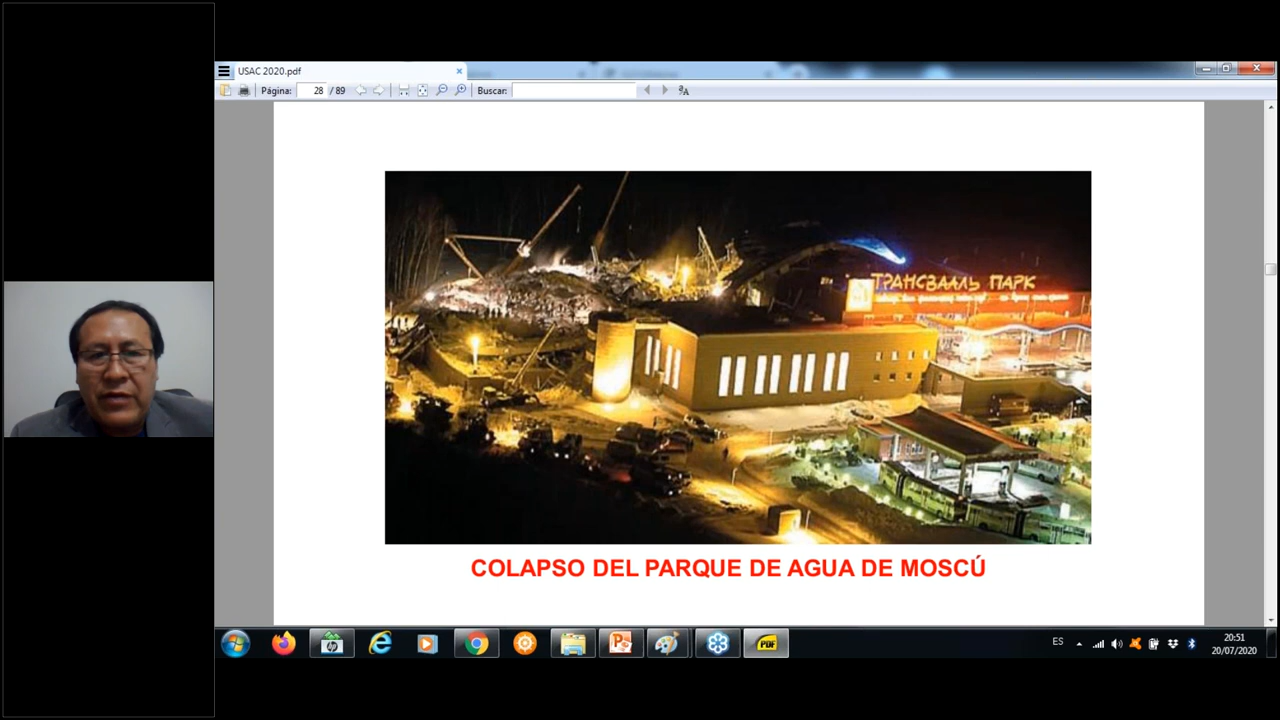 USAC 2020.pdf
Página: 28 / 89 Buscar:
ТРАНСВААЛЬ ПАРК
COLAPSO DEL PARQUE DE AGUA DE MOSCÚ
PDF
ES
20:51
20/07/2020